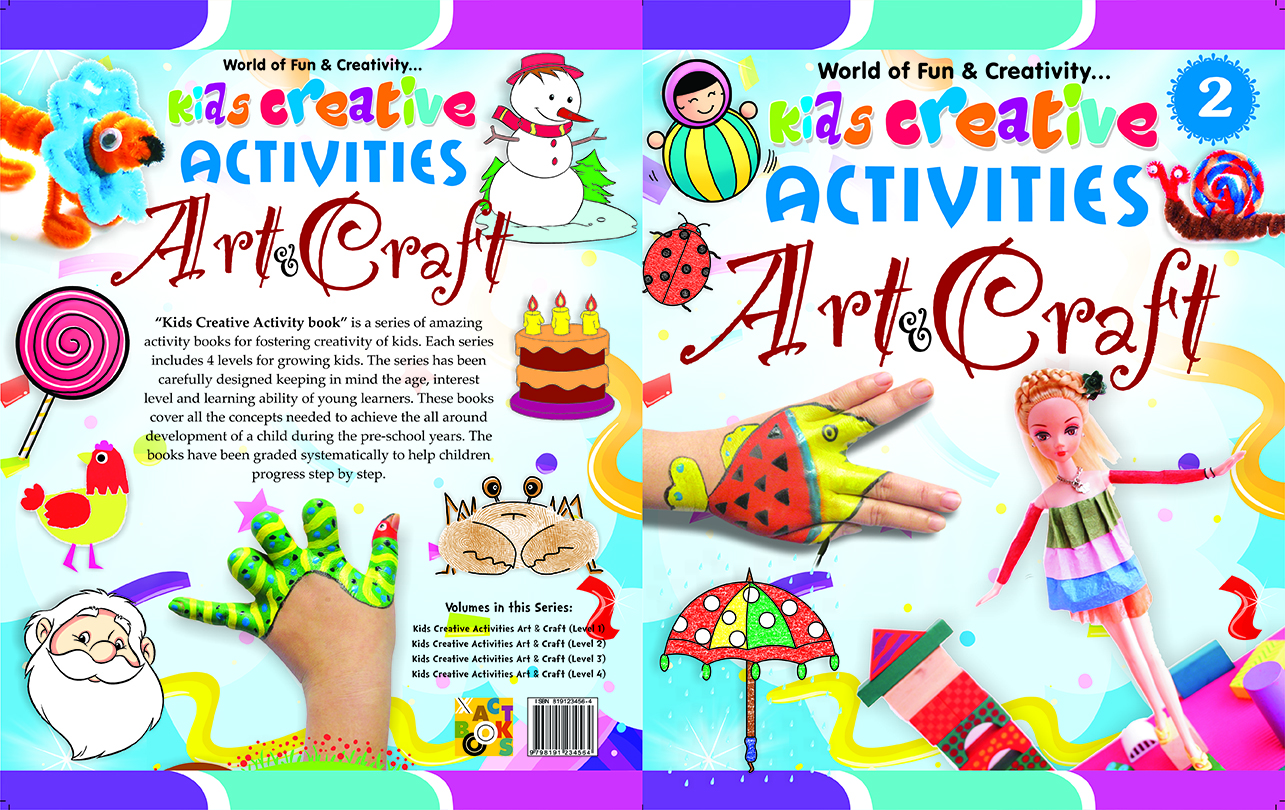 World of Fun & Creativity...
kids creative
ACTIVITIES
Art & Craft
“Kids Creative Activity book” is a series of amazing
activity books for fostering creativity of kids. Each series
includes 4 levels for growing kids. The series has been
carefully designed keeping in mind the age, interest
level and learning ability of young learners. These books
cover all the concepts needed to achieve the all around
development of a child during the pre-school years. The
books have been graded systematically to help children
progress step by step.
Volumes in this Series:
Kids Creative Activities Art & Craft (Level 1)
Kids Creative Activities Art & Craft (Level 2)
Kids Creative Activities Art & Craft (Level 3)
Kids Creative Activities Art & Craft (Level 4)
XACT
BOOKS
ISBN 819123456-4
9 798191 234564
World of Fun & Creativity...
kids creative
2
ACTIVITIES
Art & Craft